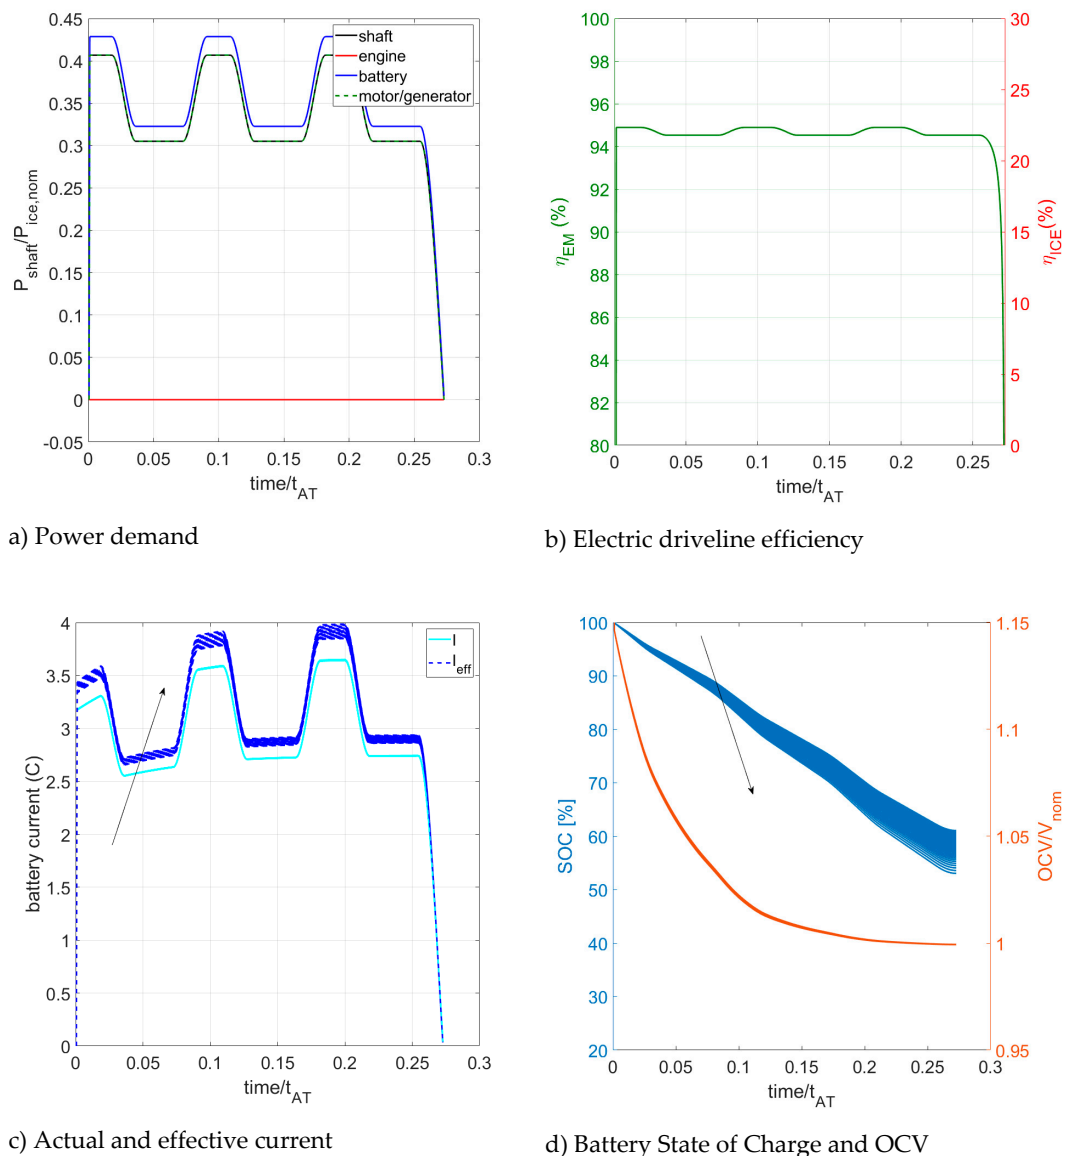 0.45
0.4
0.35
0.3
0.25
0.2
0.15
0.1
0.05
0
-0.05
P_shaft/P_ice,nom
shaft
engine
battery
motor/generator
0 0.05 0.1 0.15 0.2 0.25 0.3
time/t_AT
a) Power demand
100
98
96
94
92
90
88
86
84
82
80
η_EM (%)
30
25
20
15
10
5
0
η_ICE(%)
0 0.05 0.1 0.15 0.2 0.25
time/t_AT
b) Electric driveline efficiency
4
3.5
3
2.5
2
1.5
1
0.5
0
battery current (C)
I
I_eff
0 0.05 0.1 0.15 0.2 0.25 0.3
time/t_AT
c) Actual and effective current
100
90
80
70
60
50
40
30
20
SOC [%]
1.15
1.1
1.05
1
0.95
OCV/V_nom
0 0.05 0.1 0.15 0.2 0.25 0.3
time/t_AT
d) Battery State of Charge and OCV